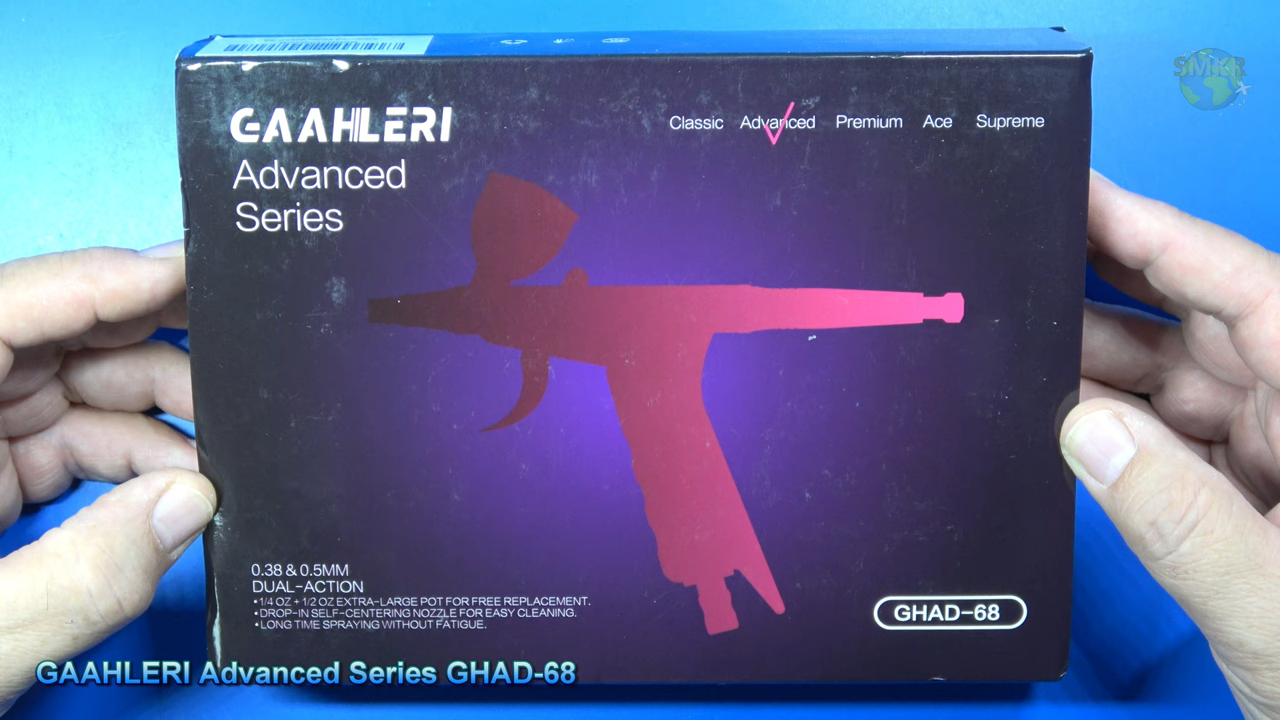 SMKR
GAAHLERI
Advanced
Series
Classic Advanced Premium Ace Supreme
0.38 & 0.5MM
DUAL-ACTION
• 1/4 OZ + 1/2 OZ EXTRA-LARGE POT FOR FREE REPLACEMENT.
• DROP-IN SELF-CENTERING NOZZLE FOR EASY CLEANING.
• LONG TIME SPRAYING WITHOUT FATIGUE.
GHAD-68
GAAHLERI Advanced Series GHAD-68